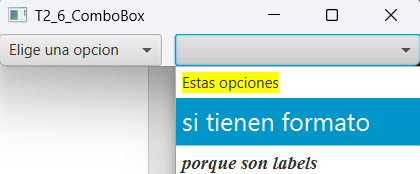 T2_6_ComboBox
Elige una opcion
Estas opciones
si tienen formato
porque son labels